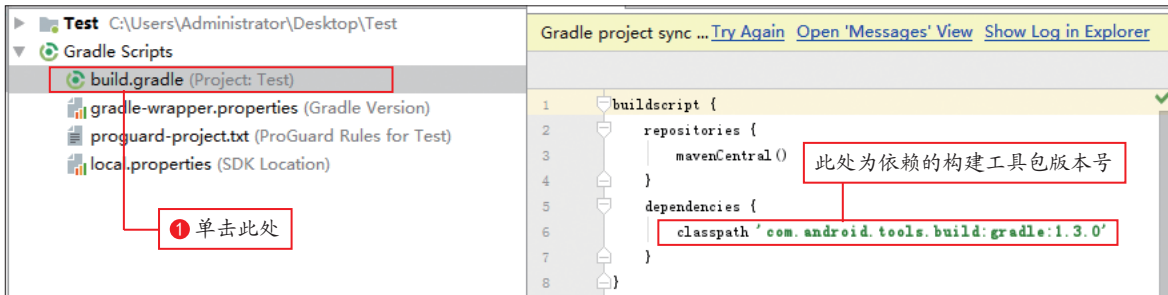 Test C:\Users\Administrator\Desktop\Test
Gradle Scripts
build.gradle (Project: Test)
gradle-wrapper.properties (Gradle Version)
proguard-project.txt (ProGuard Rules for Test)
local.properties (SDK Location)
1 单击此处
Gradle project sync ... Try Again Open 'Messages' View Show Log in Explorer
1 buildscript {
2 repositories {
3 mavenCentral()
4 }
5 dependencies {
6 classpath 'com.android.tools.build:gradle:1.3.0'
7 }
8 }
此处为依赖的构建工具包版本号